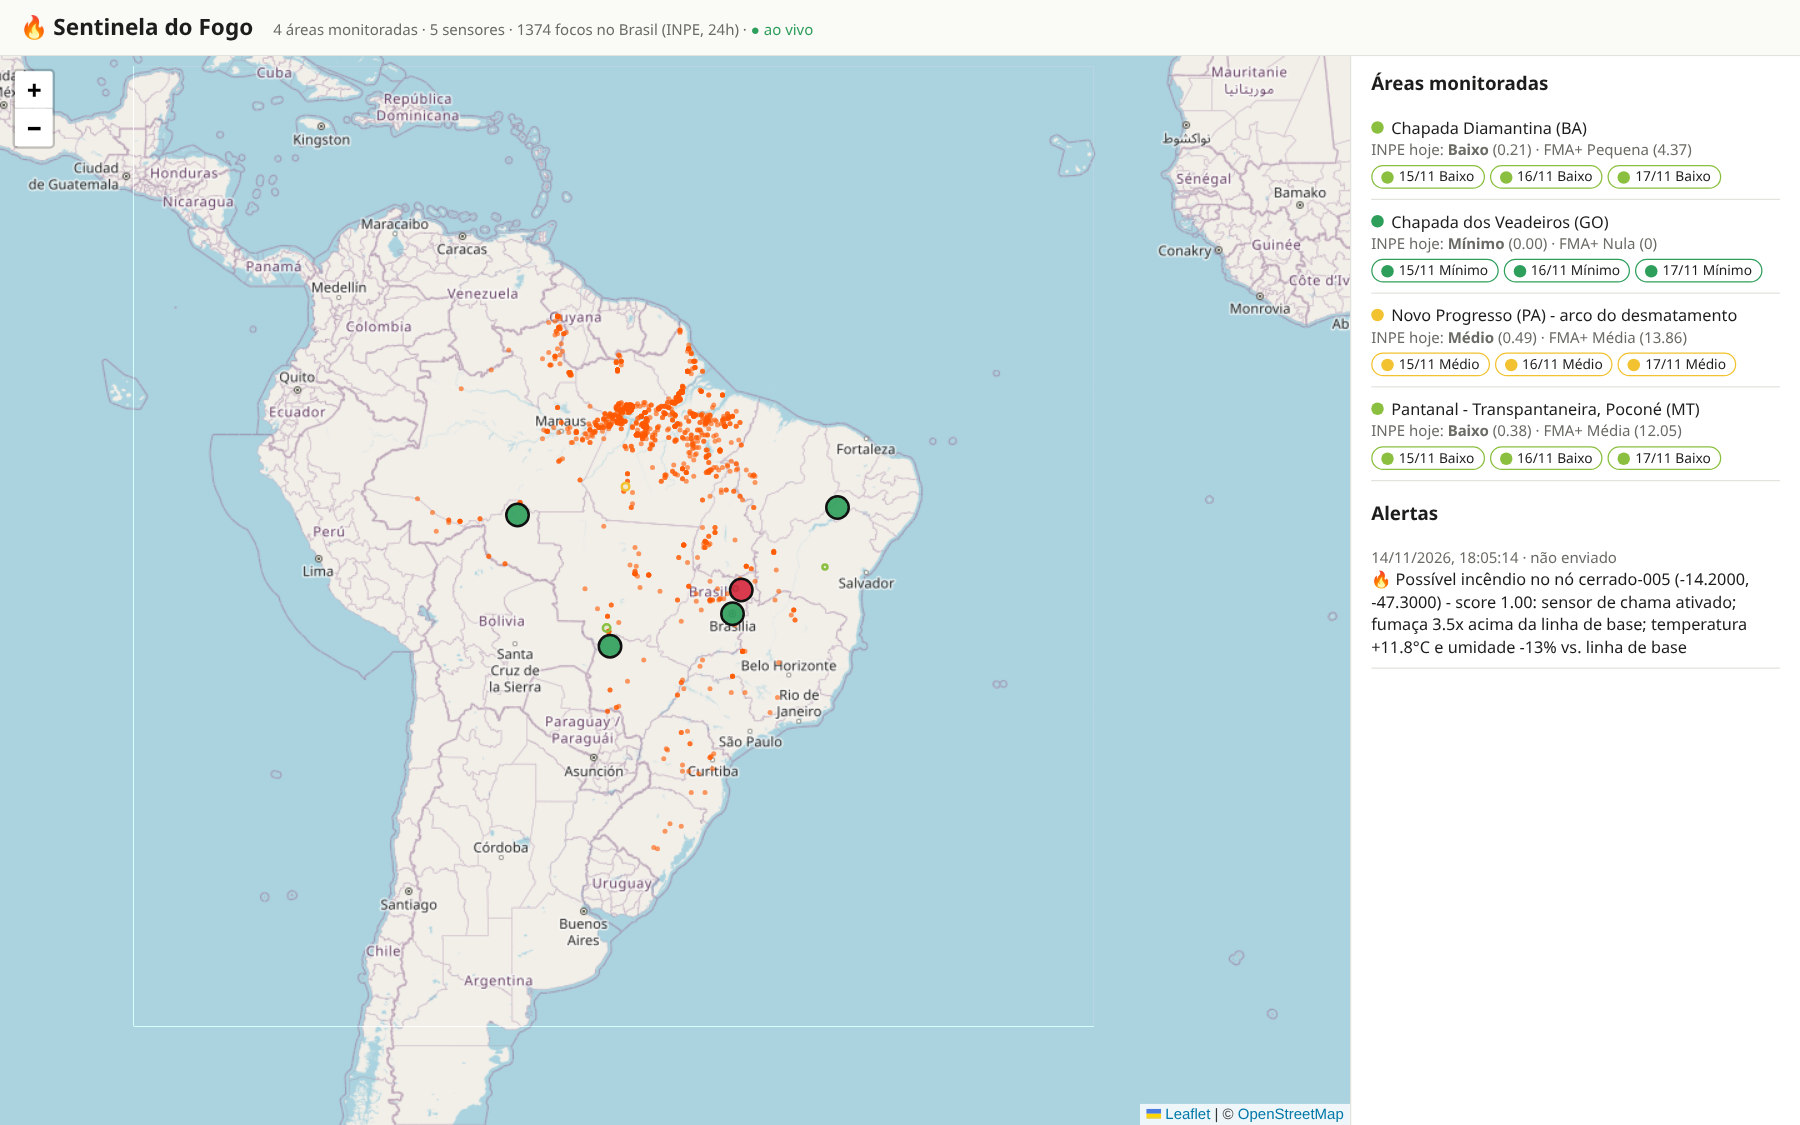 🔥 Sentinela do Fogo
4 áreas monitoradas · 5 sensores · 1374 focos no Brasil (INPE, 24h) · ● ao vivo
+
−
Cuba
República
Dominicana
Kingston
Ciudad
de Guatemala
Honduras
Nicaragua
Panamá
Maracaibo
Caracas
Medellín
Venezuela
Colombia
Guyana
Quito
Ecuador
Manaus
Fortaleza
Perú
Lima
Brasil
Salvador
Bolivia
Brasília
Santa
Cruz de
la Sierra
Belo Horizonte
Rio de
Janeiro
Paraguay /
Paraguái
São Paulo
Asunción
Curitiba
Córdoba
Uruguay
Santiago
Buenos
Aires
Chile
Argentina
Mauritanie
موريتانيا
نواكشوط
Sénégal
Bamako
Conakry
Guinée
Côte d'Iv
Monrovia
Ab
Leaflet | © OpenStreetMap
Áreas monitoradas
Chapada Diamantina (BA)
INPE hoje: Baixo (0.21) · FMA+ Pequena (4.37)
15/11 Baixo 16/11 Baixo 17/11 Baixo
Chapada dos Veadeiros (GO)
INPE hoje: Mínimo (0.00) · FMA+ Nula (0)
15/11 Mínimo 16/11 Mínimo 17/11 Mínimo
Novo Progresso (PA) - arco do desmatamento
INPE hoje: Médio (0.49) · FMA+ Média (13.86)
15/11 Médio 16/11 Médio 17/11 Médio
Pantanal - Transpantaneira, Poconé (MT)
INPE hoje: Baixo (0.38) · FMA+ Média (12.05)
15/11 Baixo 16/11 Baixo 17/11 Baixo
Alertas
14/11/2026, 18:05:14 · não enviado
🔥 Possível incêndio no nó cerrado-005 (-14.2000,
-47.3000) - score 1.00: sensor de chama ativado;
fumaça 3.5x acima da linha de base; temperatura
+11.8°C e umidade -13% vs. linha de base